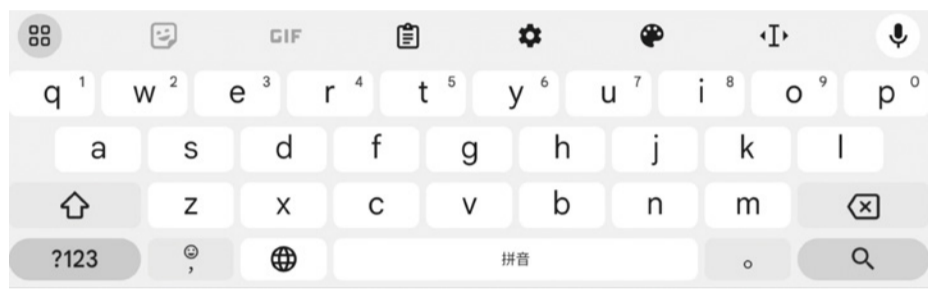 GIF
q 1 w 2 e 3 r 4 t 5 y 6 u 7 i 8 o 9 p 0
a s d f g h j k l
z x c v b n m
?123 , 拼音 。